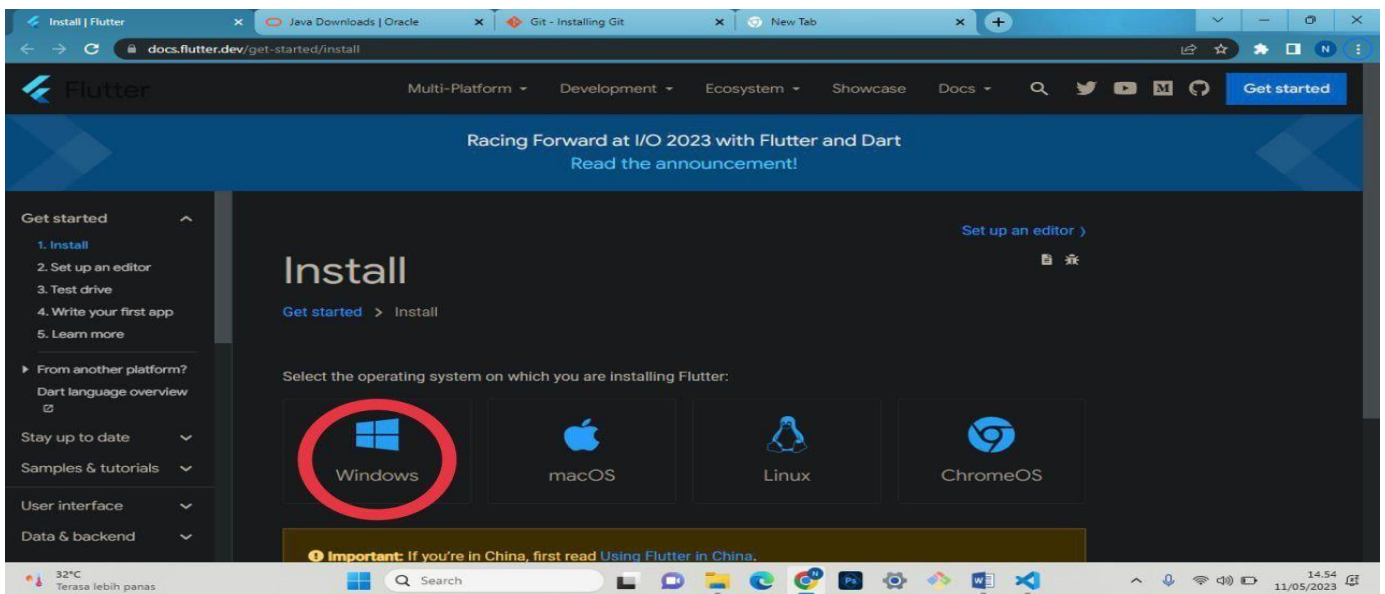 Install | Flutter
Java Downloads | Oracle
Git - Installing Git
New Tab
docs.flutter.dev/get-started/install
N
Flutter
Multi-Platform
Development
Ecosystem
Showcase
Docs
M
Get started
Racing Forward at I/O 2023 with Flutter and Dart
Read the announcement!
Get started
1. Install
2. Set up an editor
3. Test drive
4. Write your first app
5. Learn more
From another platform?
Dart language overview
Stay up to date
Samples & tutorials
User interface
Data & backend
Set up an editor
Install
Get started > Install
Select the operating system on which you are installing Flutter:
Windows
macOS
Linux
ChromeOS
Important: If you're in China, first read Using Flutter in China.
32°C
Terasa lebih panas
Search
N
Ps
W
14.54
11/05/2023